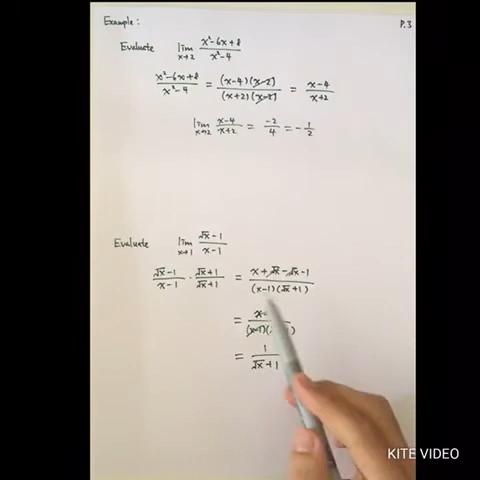 Example:
P.3
Evaluate lim x→2 (x²-6x+8)/(x²-4)
(x²-6x+8)/(x²-4) = (x-4)(x-2)/(x+2)(x-2) = (x-4)/(x+2)
lim x→2 (x-4)/(x+2) = -2/4 = -1/2
Evaluate lim x→1 (√x-1)/(x-1)
(√x-1)/(x-1) · (√x+1)/(√x+1) = (x+√x-√x-1)/(x-1)(√x+1)
= 1/(√x+1)
KITE VIDEO